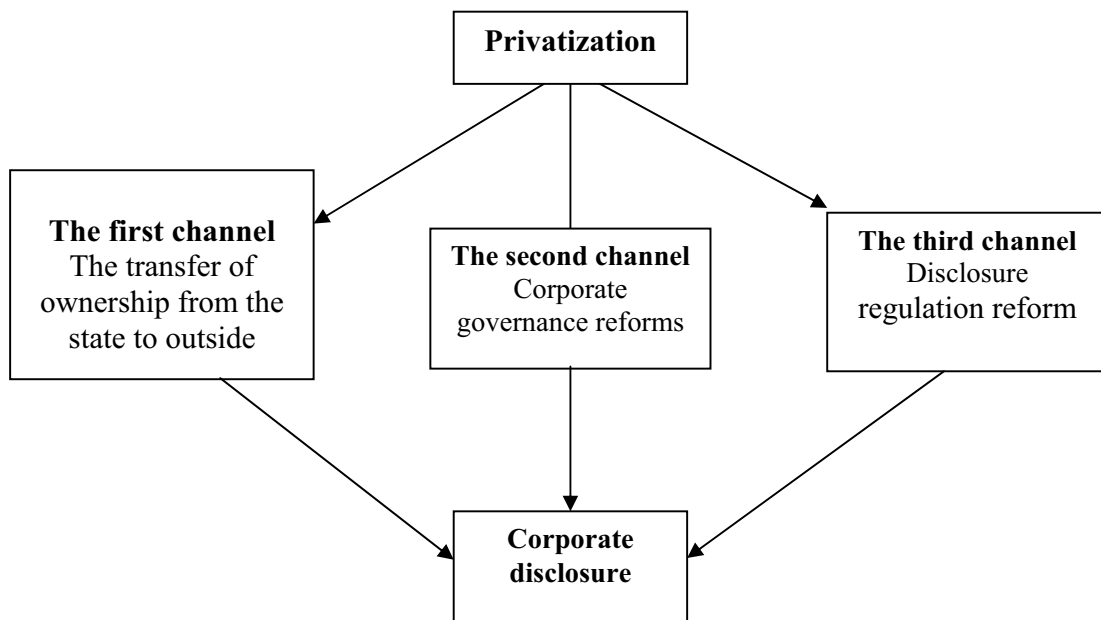 Privatization
The first channel
The transfer of
ownership from the
state to outside
The second channel
Corporate
governance reforms
The third channel
Disclosure
regulation reform
Corporate
disclosure